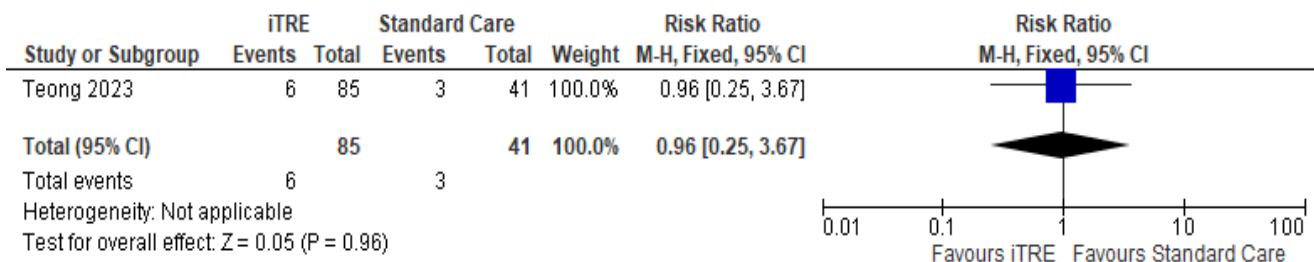 iTRE Standard Care Risk Ratio Risk Ratio
Study or Subgroup Events Total Events Total Weight M-H, Fixed, 95% CI M-H, Fixed, 95% CI
Teong 2023 6 85 3 41 100.0% 0.96 [0.25, 3.67]
Total (95% CI) 85 41 100.0% 0.96 [0.25, 3.67]
Total events 6 3
Heterogeneity: Not applicable
Test for overall effect: Z = 0.05 (P = 0.96)
0.01 0.1 1 10 100
Favours iTRE Favours Standard Care